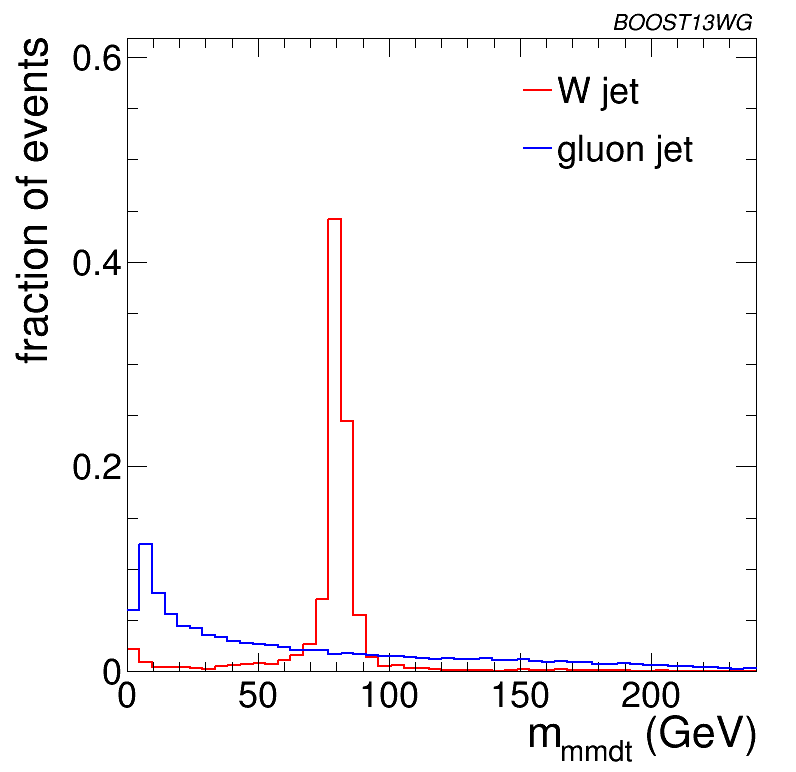 BOOST13WG
fraction of events
0.6
0.4
0.2
0
W jet
gluon jet
0 50 100 150 200
m_mmdt (GeV)